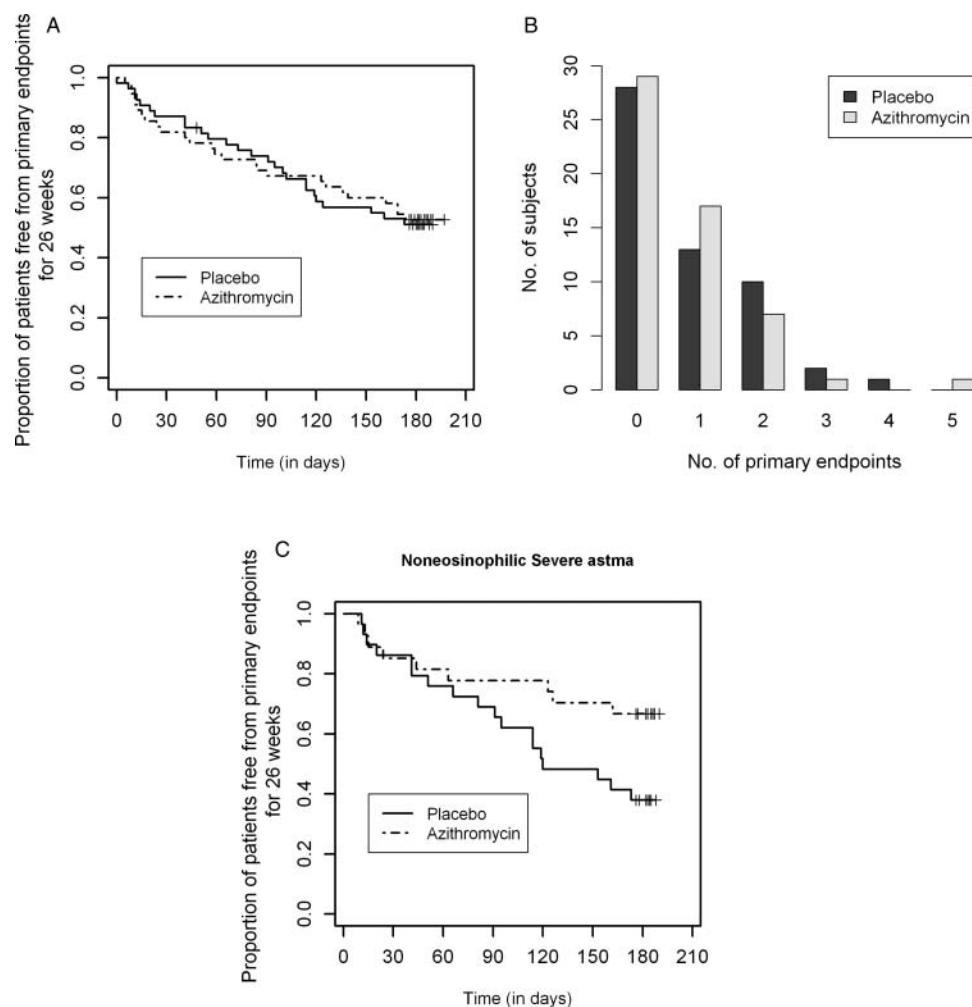 A
Proportion of patients free from primary endpoints
for 26 weeks
1.0
0.8
0.6
0.4
0.2
0.0
Placebo
Azithromycin
0 30 60 90 120 150 180 210
Time (in days)
B
No. of subjects
30
25
20
15
10
5
0
Placebo
Azithromycin
0 1 2 3 4 5
No. of primary endpoints
C
Noneosinophilic Severe astma
Proportion of patients free from primary endpoints
for 26 weeks
1.0
0.8
0.6
0.4
0.2
0.0
Placebo
Azithromycin
0 30 60 90 120 150 180 210
Time (in days)